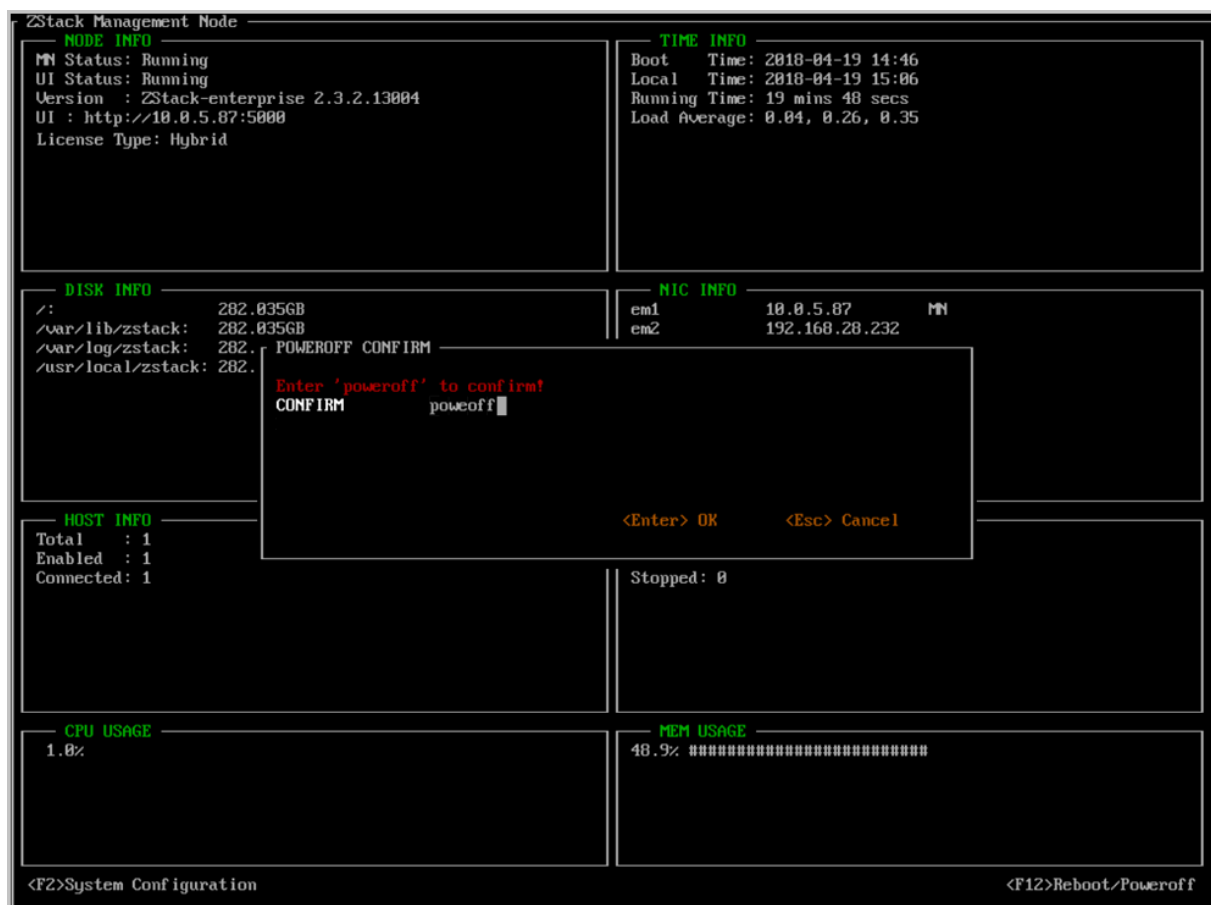 ZStack Management Node
NODE INFO
MN Status: Running
UI Status: Running
Version : ZStack-enterprise 2.3.2.13004
UI : http://10.0.5.87:5000
License Type: Hybrid
TIME INFO
Boot Time: 2018-04-19 14:46
Local Time: 2018-04-19 15:06
Running Time: 19 mins 48 secs
Load Average: 0.04, 0.26, 0.35
DISK INFO
/: 282.035GB
/var/lib/zstack: 282.035GB
/var/log/zstack: 282.
/usr/local/zstack: 282.
NIC INFO
em1 10.0.5.87 MN
em2 192.168.28.232
POWEROFF CONFIRM
Enter 'poweroff' to confirm!
CONFIRM poweoff
<Enter> OK <Esc> Cancel
HOST INFO
Total : 1
Enabled : 1
Connected: 1
Stopped: 0
CPU USAGE
1.0%
MEM USAGE
48.9% #########################
<F2>System Configuration
<F12>Reboot/Poweroff